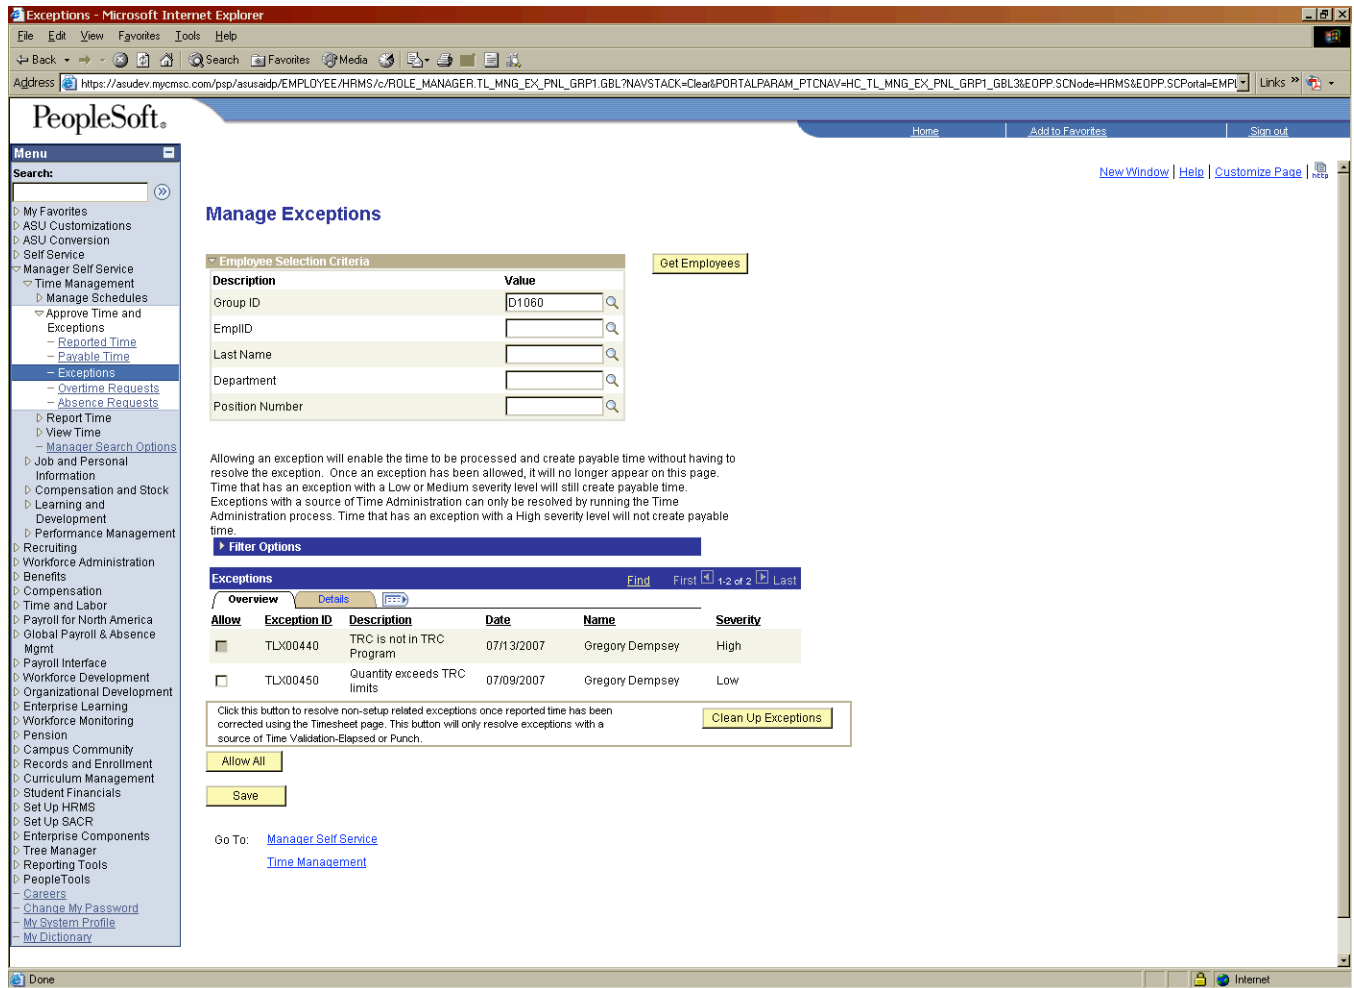 Exceptions - Microsoft Internet Explorer
File Edit View Favorites Tools Help
Back Search Favorites Media
Address https://asudev.mycmsc.com/psp/asusaidp/EMPLOYEE/HRMS/c/ROLE_MANAGER.TL_MNG_EX_PNL_GRP1.GBL?NAVSTACK=Clear&PORTALPARAM_PTCNAV=HC_TL_MNG_EX_PNL_GRP1_GBL3&EOPP.SCNode=HRMS&EOPP.SCPortal=EMPL Links »
PeopleSoft.
Home Add to Favorites Sign out
Menu
New Window | Help | Customize Page | http
Search:
My Favorites
ASU Customizations
ASU Conversion
Self Service
Manager Self Service
Time Management
Manage Schedules
Approve Time and
Exceptions
– Reported Time
– Payable Time
– Exceptions
– Overtime Requests
– Absence Requests
Report Time
View Time
– Manager Search Options
Job and Personal
Information
Compensation and Stock
Learning and
Development
Performance Management
Recruiting
Workforce Administration
Benefits
Compensation
Time and Labor
Payroll for North America
Global Payroll & Absence
Mgmt
Payroll Interface
Workforce Development
Organizational Development
Enterprise Learning
Workforce Monitoring
Pension
Campus Community
Records and Enrollment
Curriculum Management
Student Financials
Set Up HRMS
Set Up SACR
Enterprise Components
Tree Manager
Reporting Tools
PeopleTools
– Careers
– Change My Password
– My System Profile
– My Dictionary
Manage Exceptions
Employee Selection Criteria
Get Employees
Description Value
Group ID D1060
EmplID
Last Name
Department
Position Number
Allowing an exception will enable the time to be processed and create payable time without having to
resolve the exception. Once an exception has been allowed, it will no longer appear on this page.
Time that has an exception with a Low or Medium severity level will still create payable time.
Exceptions with a source of Time Administration can only be resolved by running the Time
Administration process. Time that has an exception with a High severity level will not create payable
time.
Filter Options
Exceptions Find First 1-2 of 2 Last
Overview Details
Allow Exception ID Description Date Name Severity
TLX00440 TRC is not in TRC Program 07/13/2007 Gregory Dempsey High
TLX00450 Quantity exceeds TRC limits 07/09/2007 Gregory Dempsey Low
Click this button to resolve non-setup related exceptions once reported time has been
corrected using the Timesheet page. This button will only resolve exceptions with a
source of Time Validation-Elapsed or Punch.
Clean Up Exceptions
Allow All
Save
Go To: Manager Self Service
Time Management
Done Internet